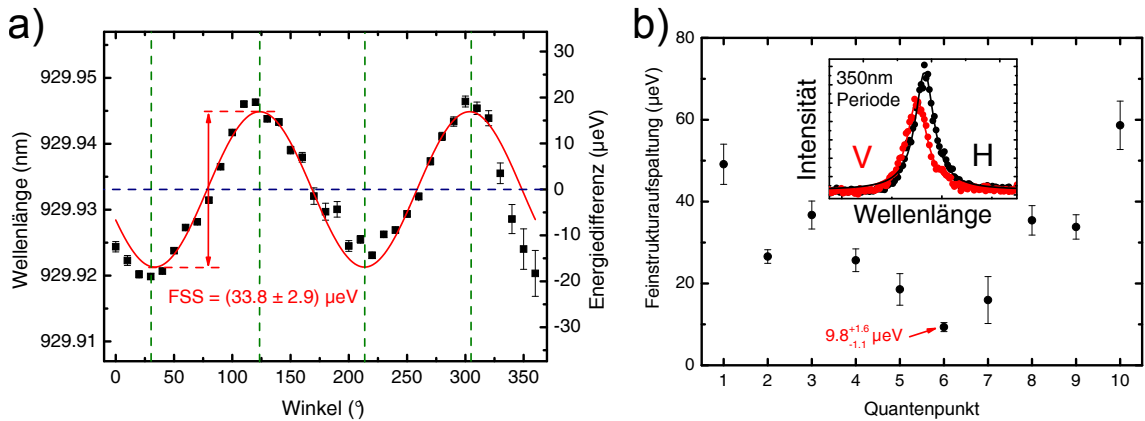 a)
Wellenlänge (nm)
929.95
929.94
929.93
929.92
929.91
FSS = (33.8 ± 2.9) µeV
0 50 100 150 200 250 300 350
Winkel (°)
30
20
10
0
-10
-20
-30
Energiedifferenz (µeV)
b)
Feinstrukturaufspaltung (µeV)
80
60
40
20
0
350nm
Periode
Intensität
V H
Wellenlänge
9.8 +1.6 -1.1 µeV
1 2 3 4 5 6 7 8 9 10
Quantenpunkt